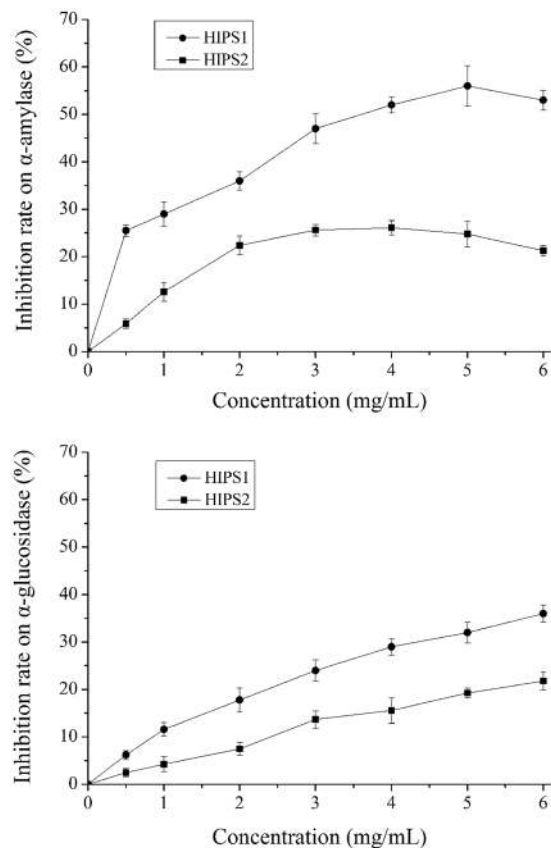 HIPS1
HIPS2
Inhibition rate on α-amylase (%)
70
60
50
40
30
20
10
0
0 1 2 3 4 5 6
Concentration (mg/mL)
HIPS1
HIPS2
Inhibition rate on α-glucosidase (%)
70
60
50
40
30
20
10
0
0 1 2 3 4 5 6
Concentration (mg/mL)